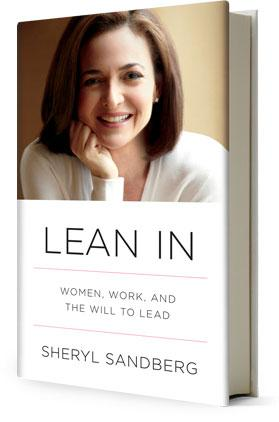 LEAN IN
WOMEN, WORK, AND
THE WILL TO LEAD
SHERYL SANDBERG